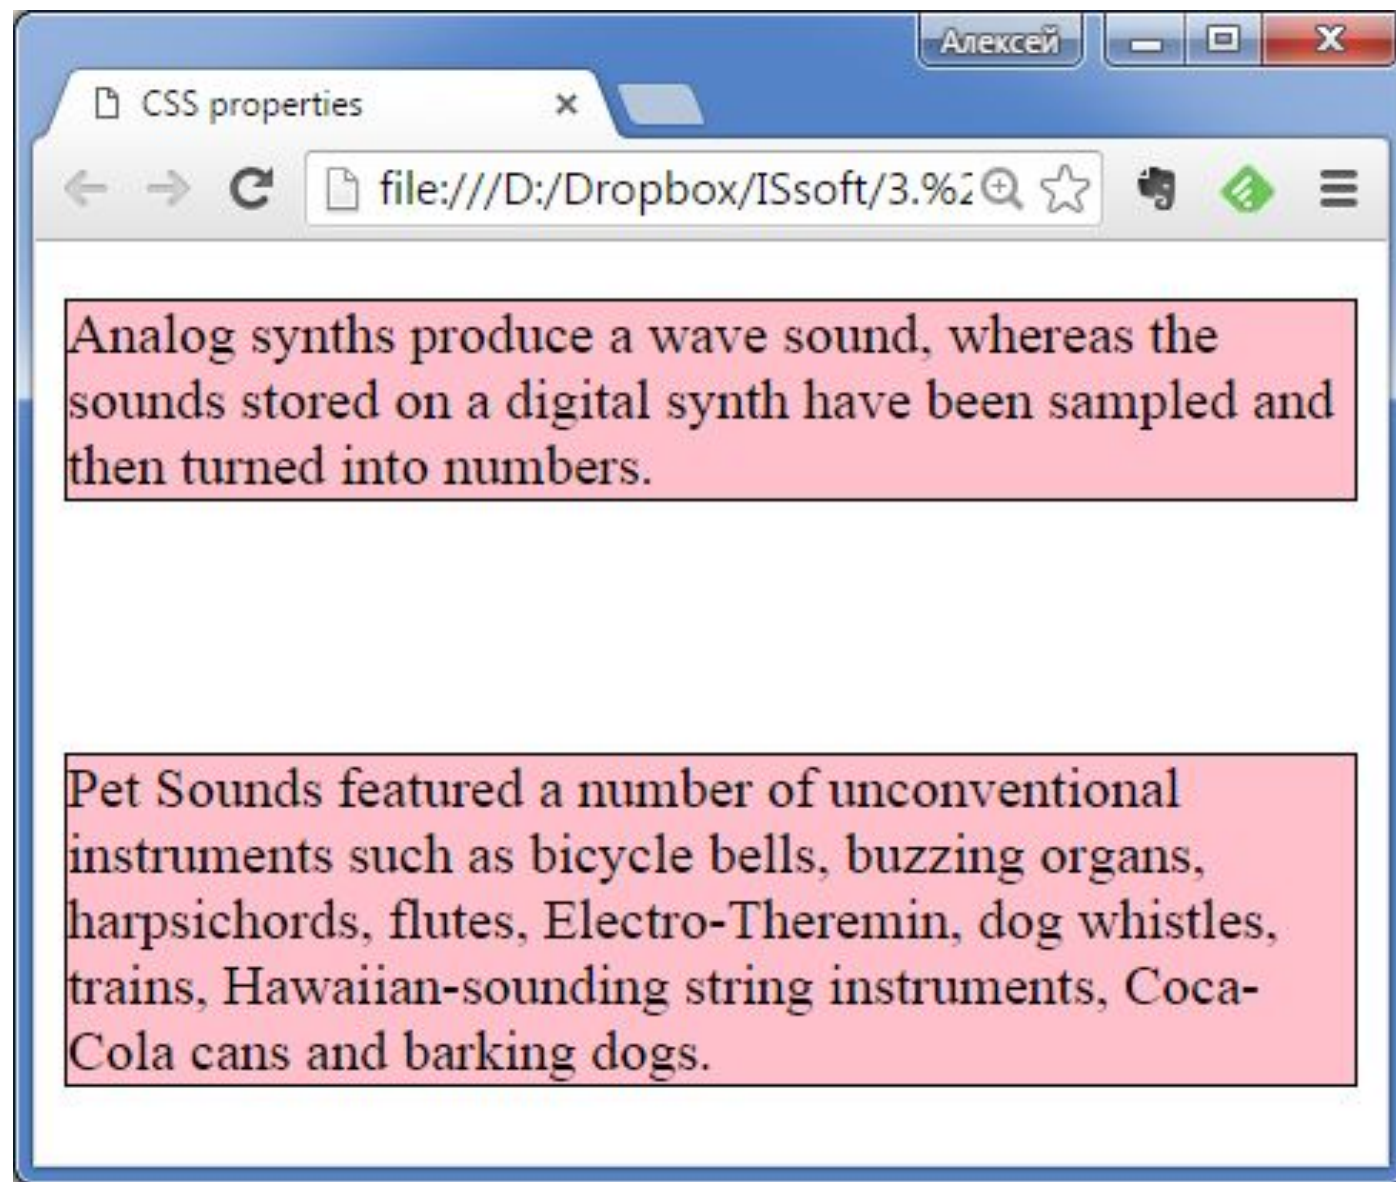 Алексей
CSS properties
file:///D:/Dropbox/ISsoft/3.%2
Analog synths produce a wave sound, whereas the
sounds stored on a digital synth have been sampled and
then turned into numbers.
Pet Sounds featured a number of unconventional
instruments such as bicycle bells, buzzing organs,
harpsichords, flutes, Electro-Theremin, dog whistles,
trains, Hawaiian-sounding string instruments, Coca-
Cola cans and barking dogs.